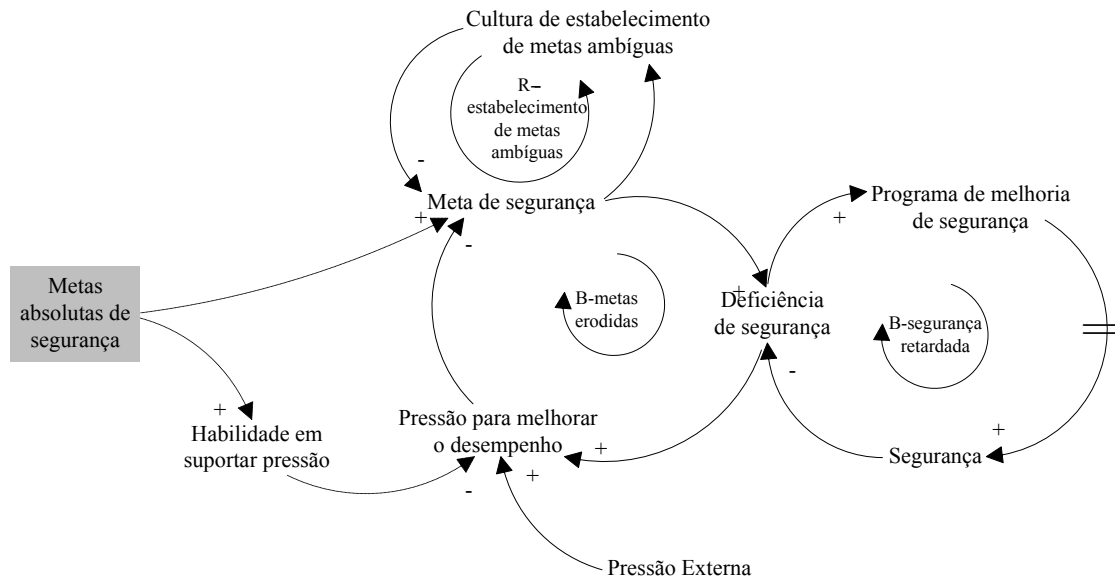 Cultura de estabelecimento
de metas ambíguas
R–
estabelecimento
de metas
ambíguas
-
Meta de segurança
+
-
Programa de melhoria
de segurança
+
Metas
absolutas de
segurança
B-metas
erodidas
+
Deficiência
de segurança
B-segurança
retardada
-
+
Habilidade em
suportar pressão
Pressão para melhorar
o desempenho
+
+
-
+
Segurança
Pressão Externa